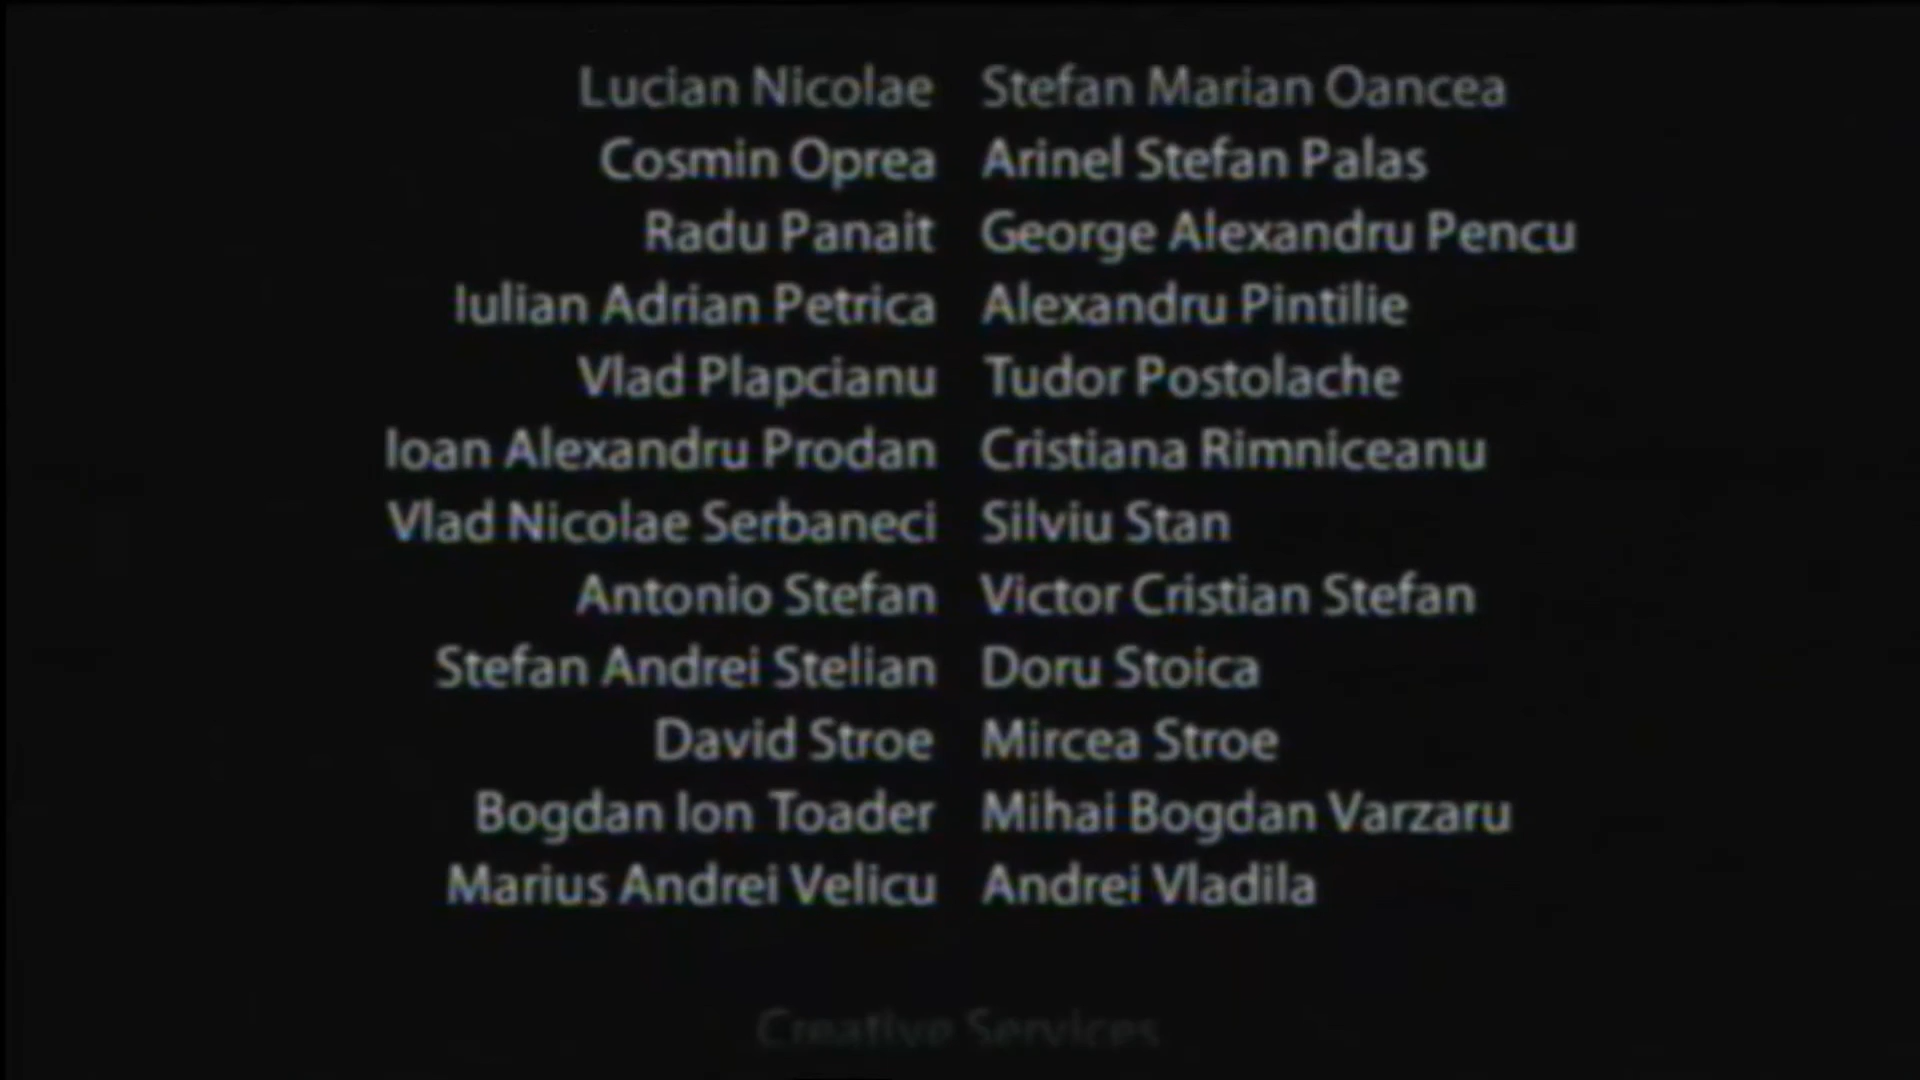 Lucian Nicolae Stefan Marian Oancea
Cosmin Oprea Arinel Stefan Palas
Radu Panait George Alexandru Pencu
Iulian Adrian Petrica Alexandru Pintilie
Vlad Plapcianu Tudor Postolache
Ioan Alexandru Prodan Cristiana Rimniceanu
Vlad Nicolae Serbaneci Silviu Stan
Antonio Stefan Victor Cristian Stefan
Stefan Andrei Stelian Doru Stoica
David Stroe Mircea Stroe
Bogdan Ion Toader Mihai Bogdan Varzaru
Marius Andrei Velicu Andrei Vladila
Creative Services